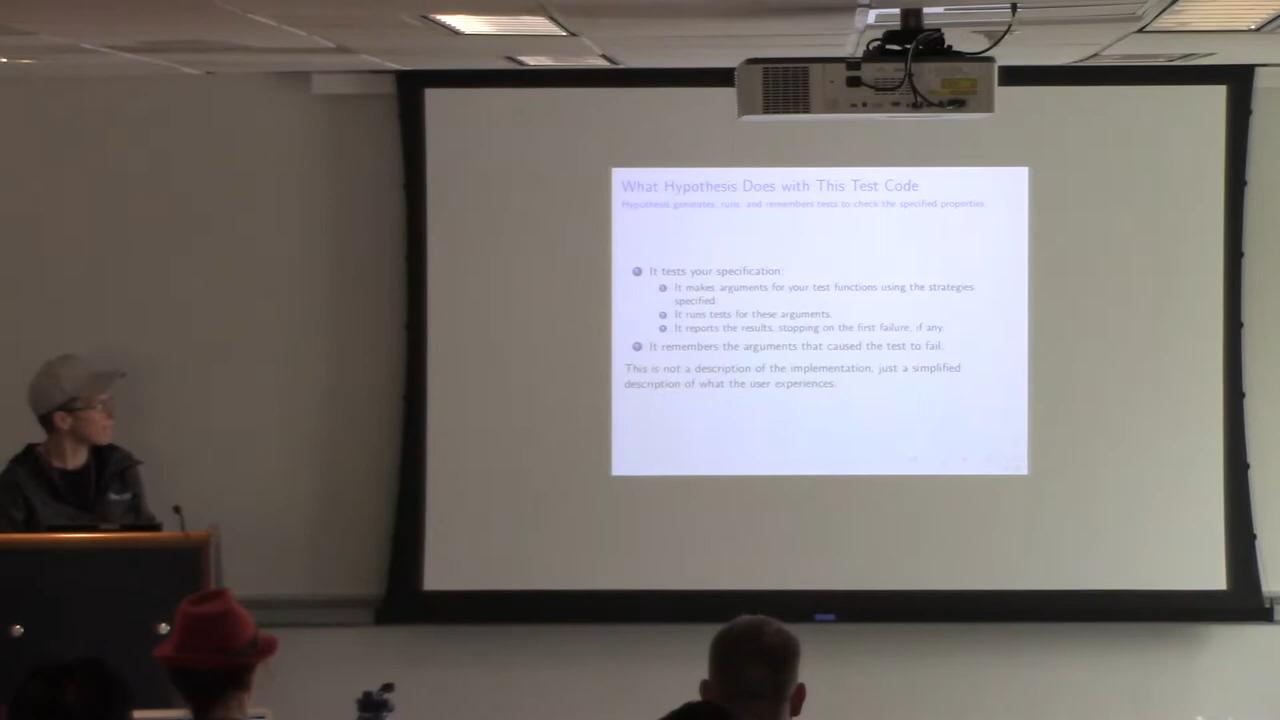 What Hypothesis Does with This Test Code
Hypothesis generates, runs, and remembers tests to check the specified properties.
It tests your specification:
It makes arguments for your test functions using the strategies
specified.
It runs tests for these arguments.
It reports the results, stopping on the first failure, if any.
It remembers the arguments that caused the test to fail.
This is not a description of the implementation, just a simplified
description of what the user experiences.